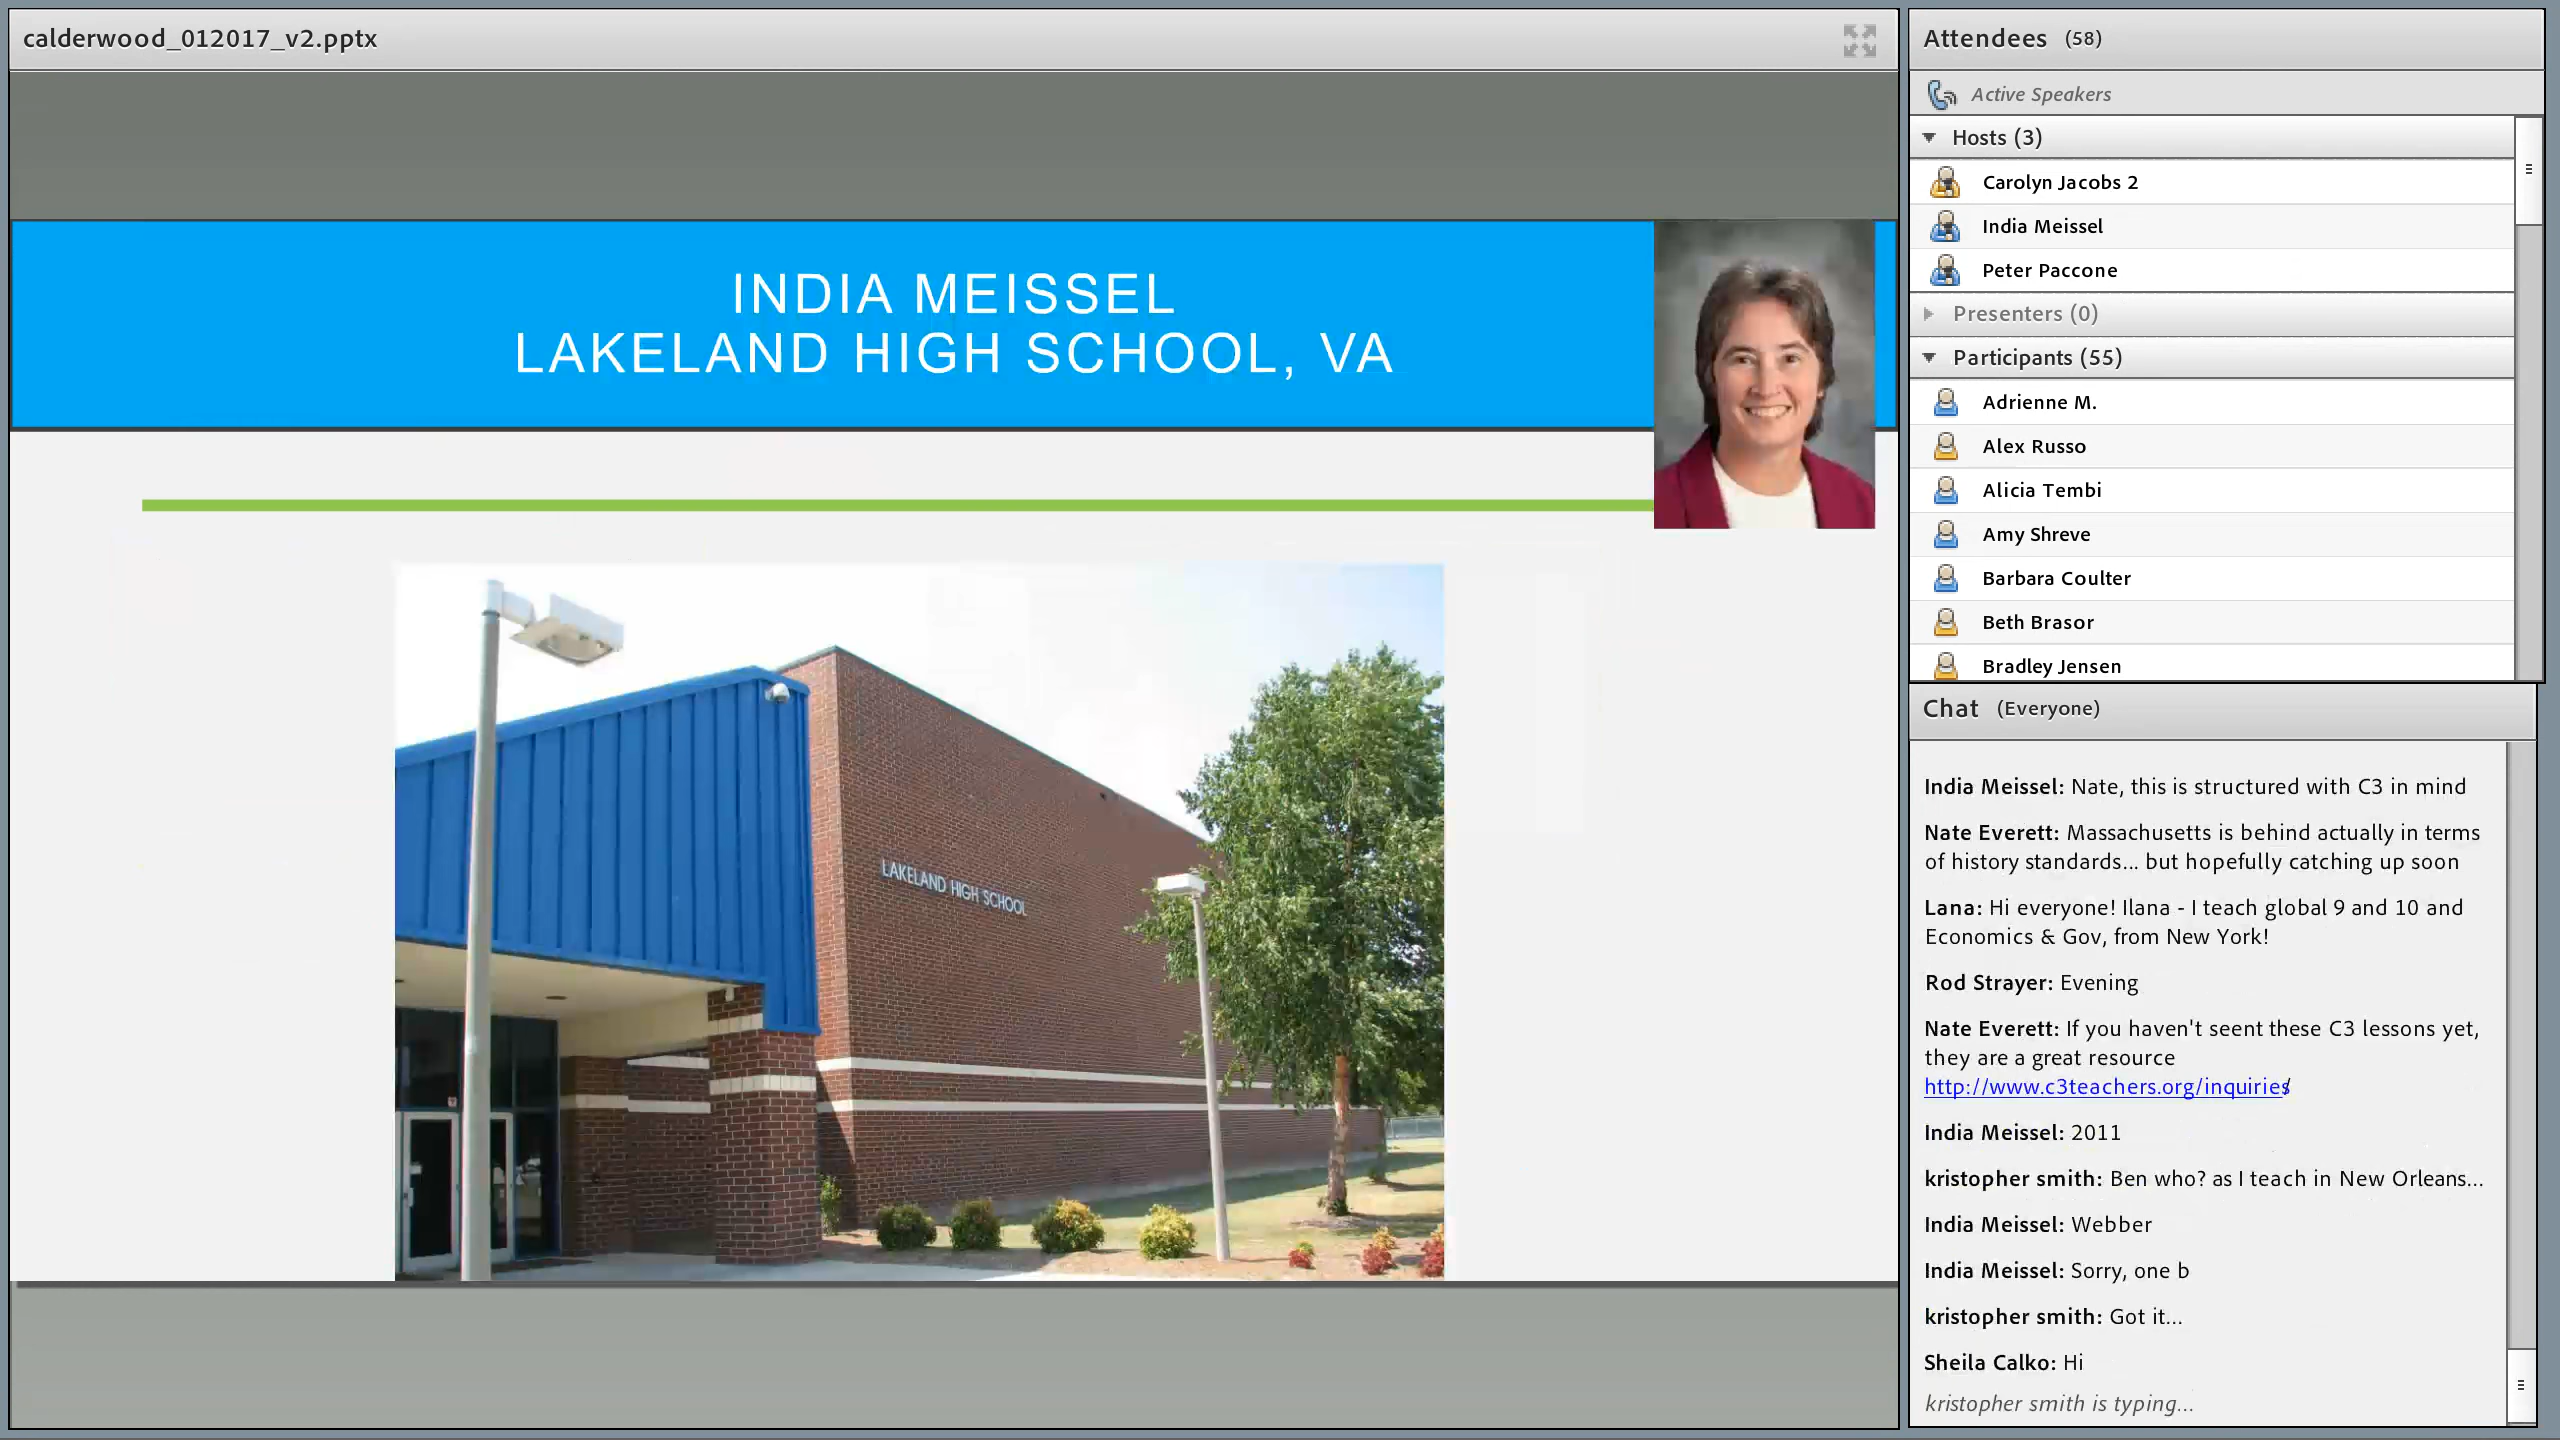 calderwood_012017_v2.pptx
INDIA MEISSEL
LAKELAND HIGH SCHOOL, VA
LAKELAND HIGH SCHOOL
Attendees (58)
Active Speakers
Hosts (3)
Carolyn Jacobs 2
India Meissel
Peter Paccone
Presenters (0)
Participants (55)
Adrienne M.
Alex Russo
Alicia Tembi
Amy Shreve
Barbara Coulter
Beth Brasor
Bradley Jensen
Chat (Everyone)
India Meissel: Nate, this is structured with C3 in mind
Nate Everett: Massachusetts is behind actually in terms
of history standards... but hopefully catching up soon
Lana: Hi everyone! Ilana - I teach global 9 and 10 and
Economics & Gov, from New York!
Rod Strayer: Evening
Nate Everett: If you haven't seent these C3 lessons yet,
they are a great resource
http://www.c3teachers.org/inquiries/
India Meissel: 2011
kristopher smith: Ben who? as I teach in New Orleans...
India Meissel: Webber
India Meissel: Sorry, one b
kristopher smith: Got it...
Sheila Calko: Hi
kristopher smith is typing...